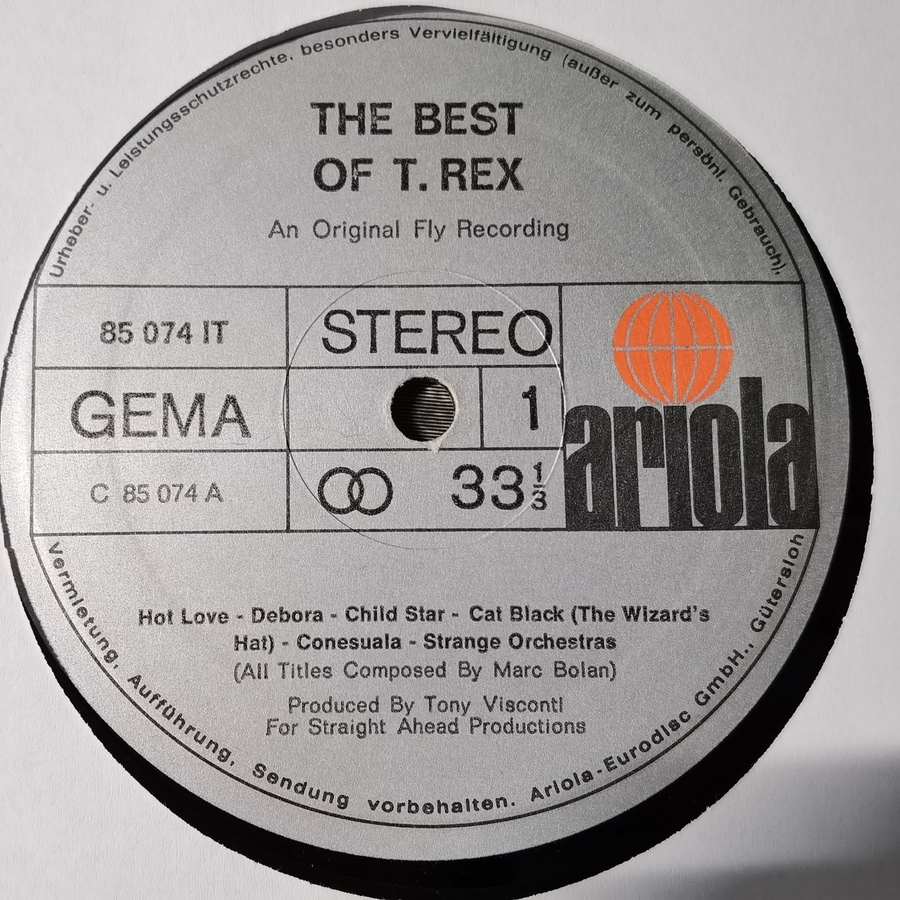 Urheber- u. Leistungsschutzrechte, besonders Vervielfältigung (außer zum persönl. Gebrauch),
THE BEST
OF T. REX
An Original Fly Recording
85 074 IT
STEREO
GEMA
1
C 85 074 A
33 1/3
ariola
Hot Love - Debora - Child Star - Cat Black (The Wizard's
Hat) - Conesuala - Strange Orchestras
(All Titles Composed By Marc Bolan)
Produced By Tony Visconti
For Straight Ahead Productions
Vermietung, Aufführung, Sendung vorbehalten. Ariola-Eurodisc GmbH., Gütersloh